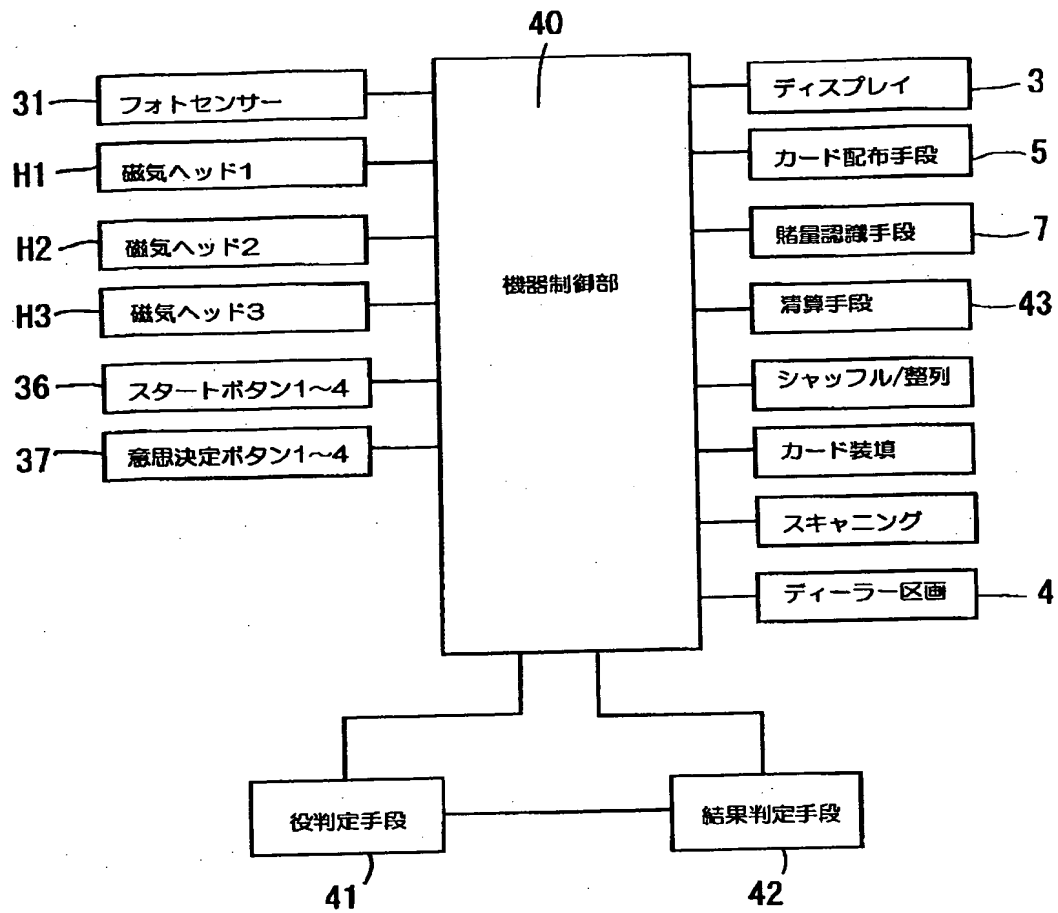 40
31
フォトセンサー
H1
磁気ヘッド1
H2
磁気ヘッド2
H3
磁気ヘッド3
36
スタートボタン1〜4
37
意思決定ボタン1〜4
機器制御部
ディスプレイ
3
カード配布手段
5
賭量認識手段
7
清算手段
43
シャッフル/整列
カード装填
スキャニング
ディーラー区画
4
役判定手段
41
結果判定手段
42